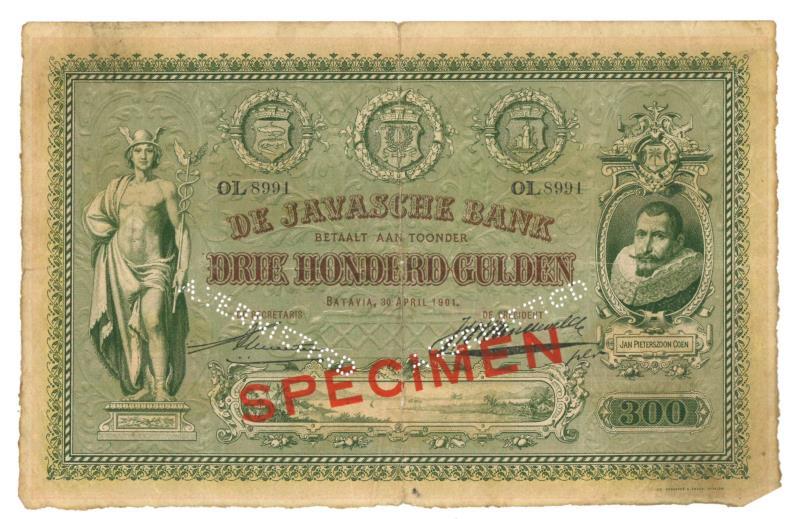 OL 8991
OL 8991
DE JAVASCHE BANK
BETAALT AAN TOONDER
DRIE HONDERD GULDEN
BATAVIA, 30 APRIL 1901.
DE SECRETARIS
DE PRESIDENT
JAN PIETERSZOON COEN
SPECIMEN
300